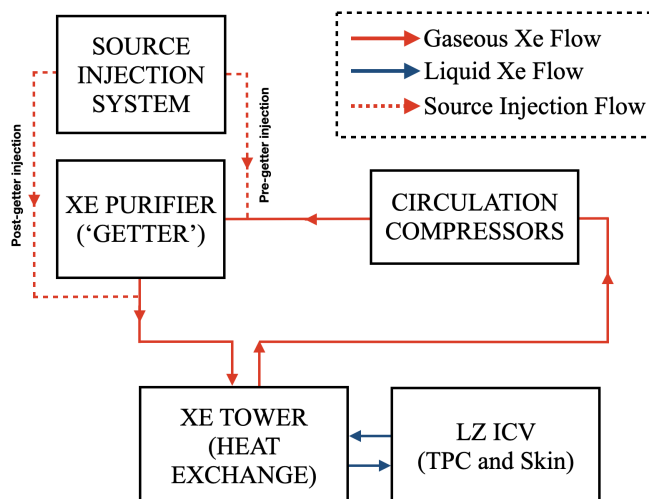 SOURCE
INJECTION
SYSTEM
Gaseous Xe Flow
Liquid Xe Flow
Source Injection Flow
Post-getter injection
Pre-getter injection
XE PURIFIER
(‘GETTER’)
CIRCULATION
COMPRESSORS
XE TOWER
(HEAT
EXCHANGE)
LZ ICV
(TPC and Skin)